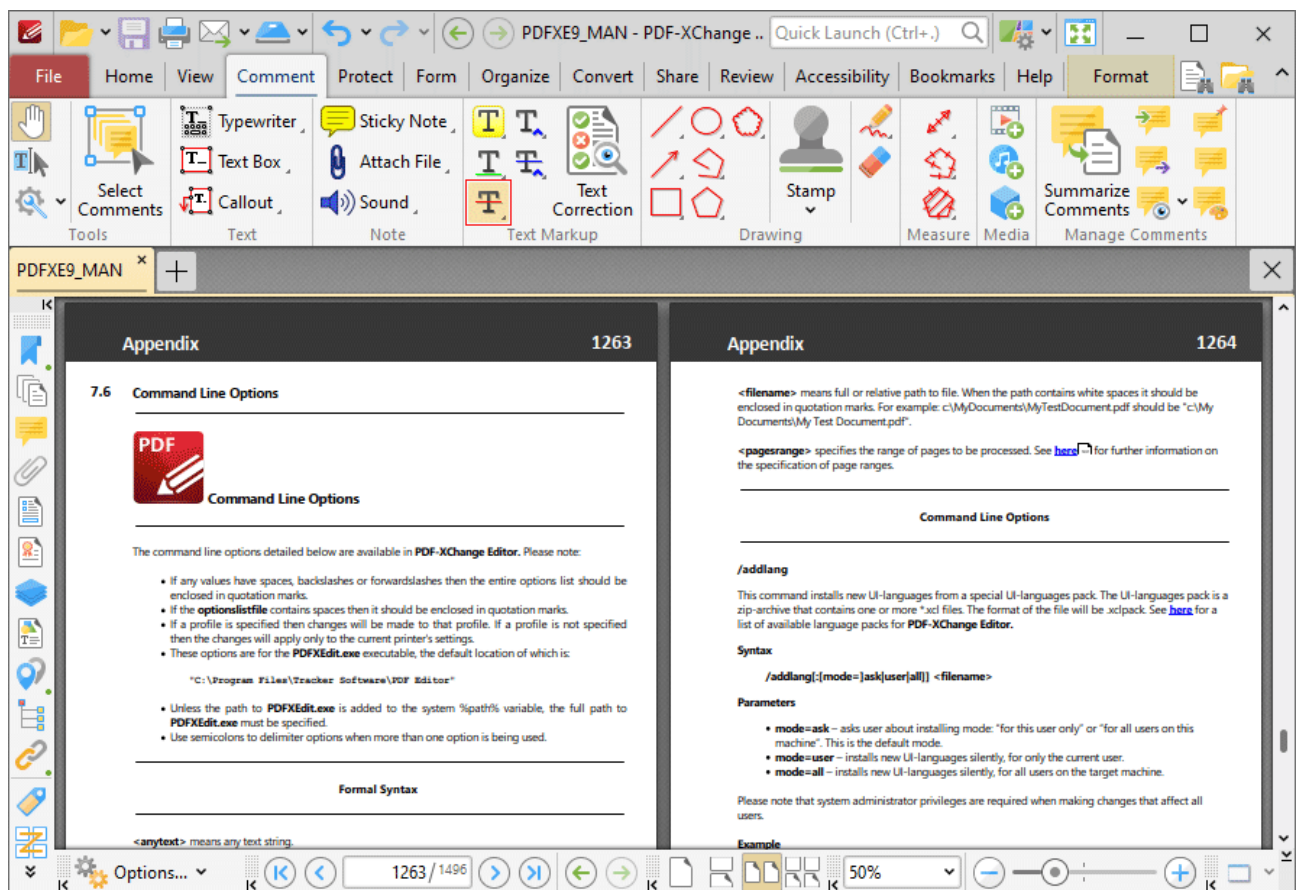 PDFXE9_MAN - PDF-XChange ..
Quick Launch (Ctrl+.)
File Home View Comment Protect Form Organize Convert Share Review Accessibility Bookmarks Help Format
Typewriter
Sticky Note
Text Box
Attach File
Callout
Sound
Select
Comments
Text
Correction
Stamp
Summarize
Comments
Tools Text Note Text Markup Drawing Measure Media Manage Comments
PDFXE9_MAN
Appendix 1263
7.6 Command Line Options
PDF
Command Line Options
The command line options detailed below are available in PDF-XChange Editor. Please note:
• If any values have spaces, backslashes or forwardslashes then the entire options list should be
enclosed in quotation marks.
• If the optionslistfile contains spaces then it should be enclosed in quotation marks.
• If a profile is specified then changes will be made to that profile. If a profile is not specified
then the changes will apply only to the current printer's settings.
• These options are for the PDFXEdit.exe executable, the default location of which is:
"C:\Program Files\Tracker Software\PDF Editor"
• Unless the path to PDFXEdit.exe is added to the system %path% variable, the full path to
PDFXEdit.exe must be specified.
• Use semicolons to delimiter options when more than one option is being used.
Formal Syntax
<anytext> means any text string.
Appendix 1264
<filename> means full or relative path to file. When the path contains white spaces it should be
enclosed in quotation marks. For example: c:\MyDocuments\MyTestDocument.pdf should be "c:\My
Documents\My Test Document.pdf".
<pagesrange> specifies the range of pages to be processed. See here for further information on
the specification of page ranges.
Command Line Options
/addlang
This command installs new UI-languages from a special UI-languages pack. The UI-languages pack is a
zip-archive that contains one or more *.xcl files. The format of the file will be .xclpack. See here for a
list of available language packs for PDF-XChange Editor.
Syntax
/addlang[:[mode=]ask|user|all]] <filename>
Parameters
• mode=ask – asks user about installing mode: "for this user only" or "for all users on this
machine". This is the default mode.
• mode=user – installs new UI-languages silently, for only the current user.
• mode=all – installs new UI-languages silently, for all users on the target machine.
Please note that system administrator privileges are required when making changes that affect all
users.
Example
Options...
1263 / 1496
50%